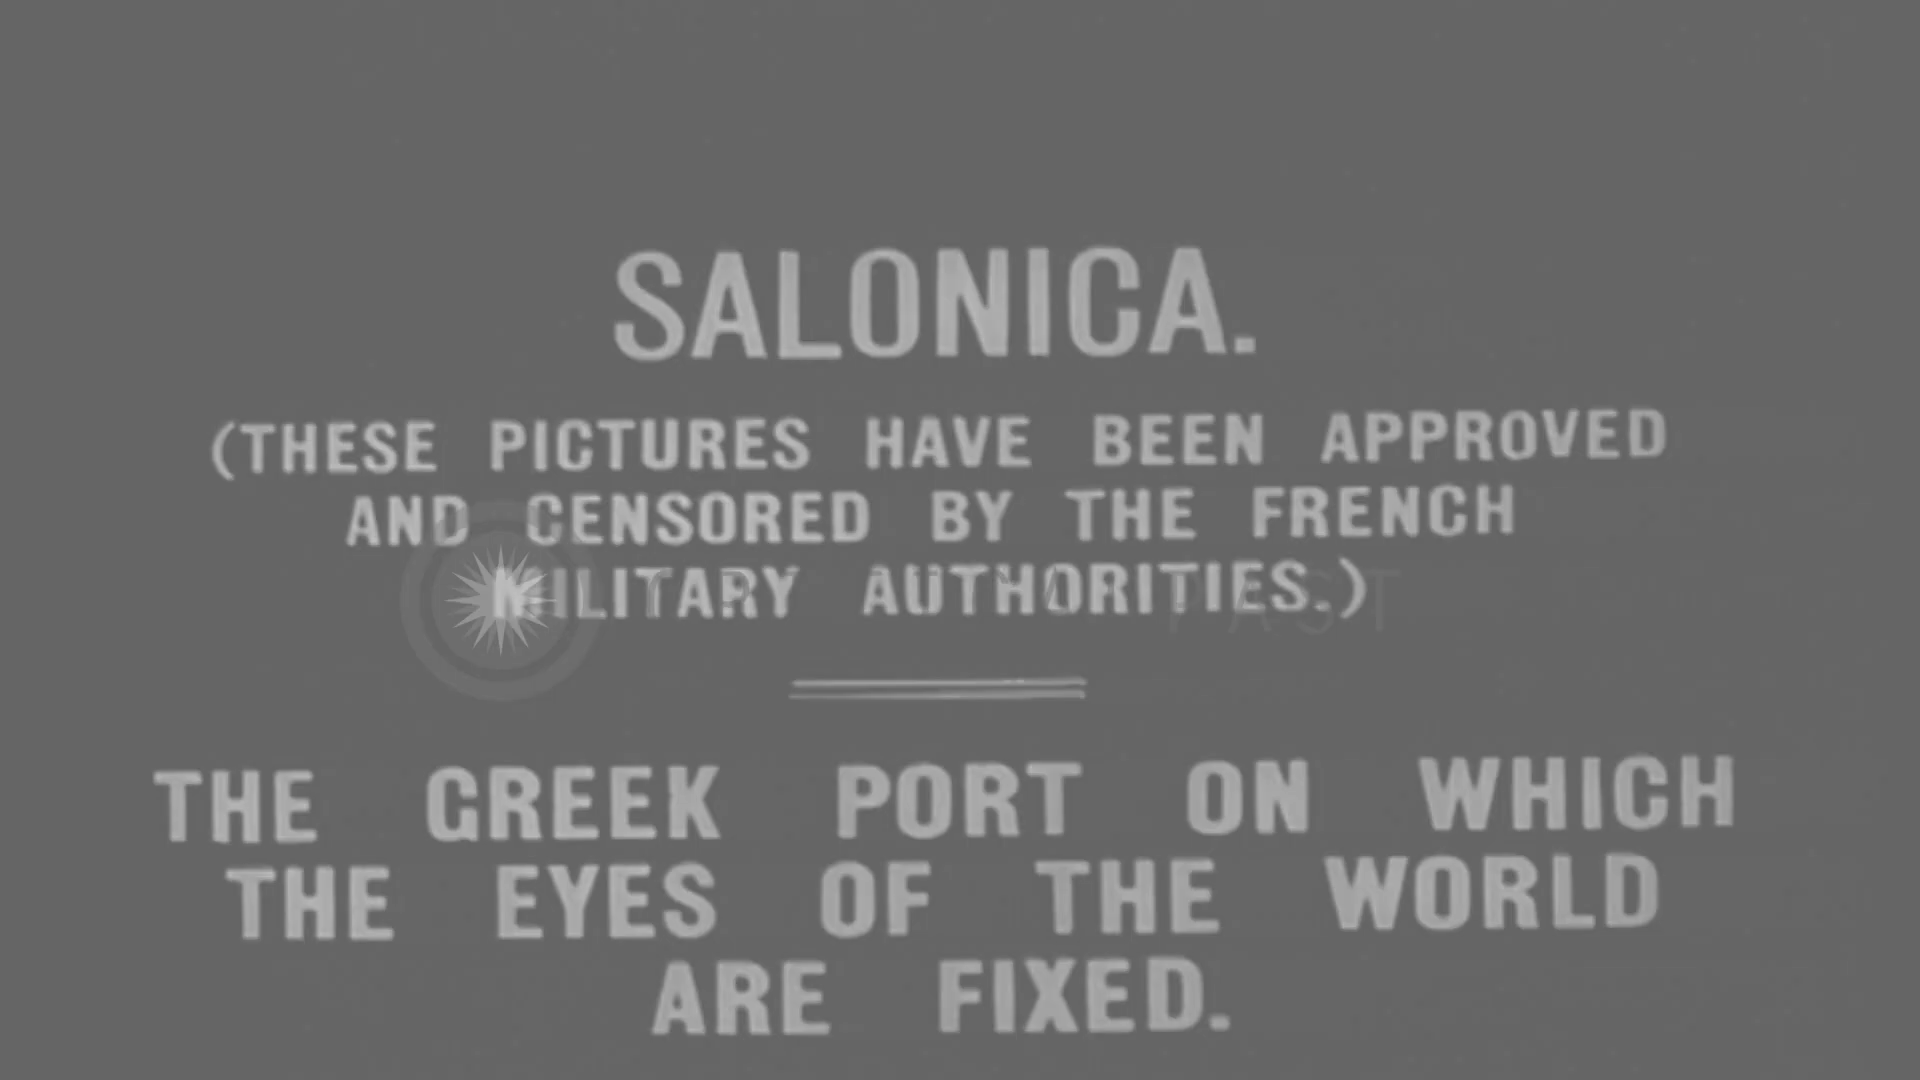 SALONICA.
(THESE PICTURES HAVE BEEN APPROVED
AND CENSORED BY THE FRENCH
MILITARY AUTHORITIES.)
THE GREEK PORT ON WHICH
THE EYES OF THE WORLD
ARE FIXED.